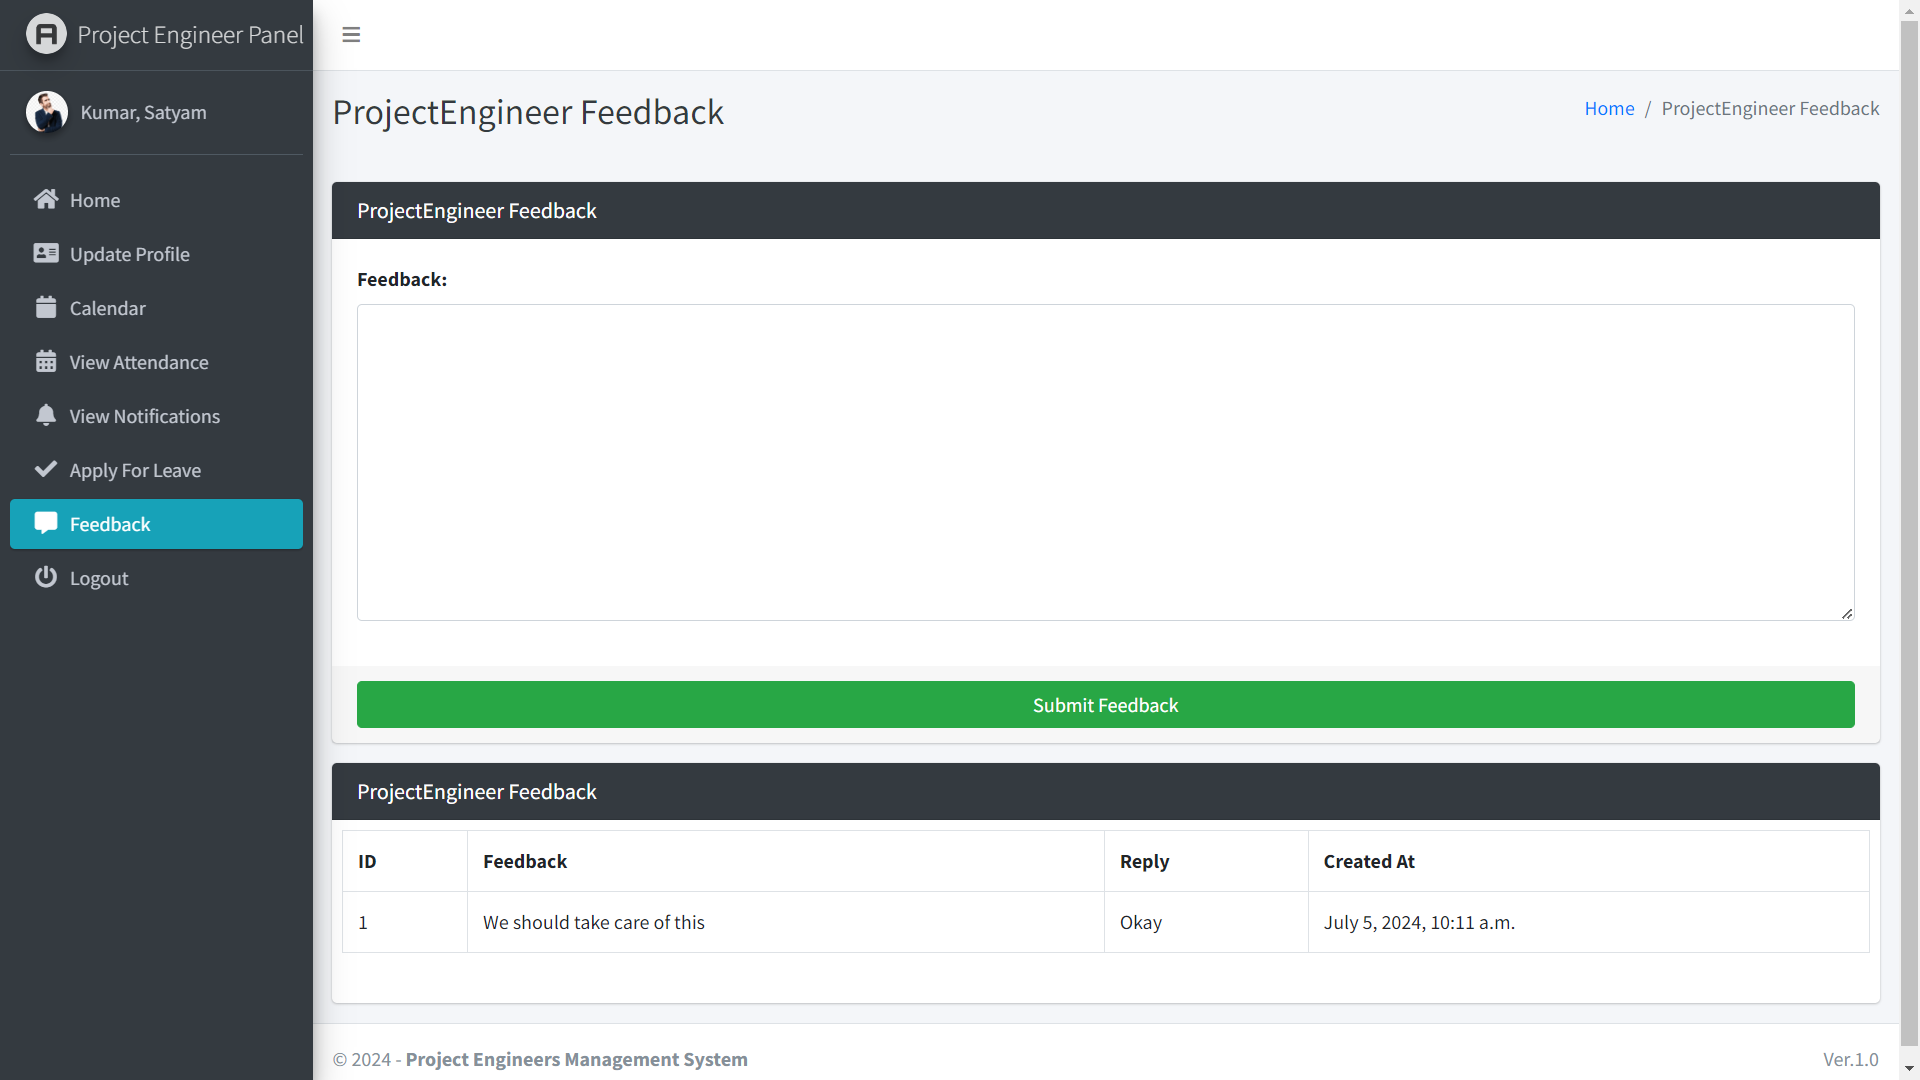 Project Engineer Panel
Kumar, Satyam
Home
Update Profile
Calendar
View Attendance
View Notifications
Apply For Leave
Feedback
Logout
ProjectEngineer Feedback
Home / ProjectEngineer Feedback
ProjectEngineer Feedback
Feedback:
Submit Feedback
ProjectEngineer Feedback
ID Feedback Reply Created At
1 We should take care of this Okay July 5, 2024, 10:11 a.m.
© 2024 - Project Engineers Management System
Ver.1.0